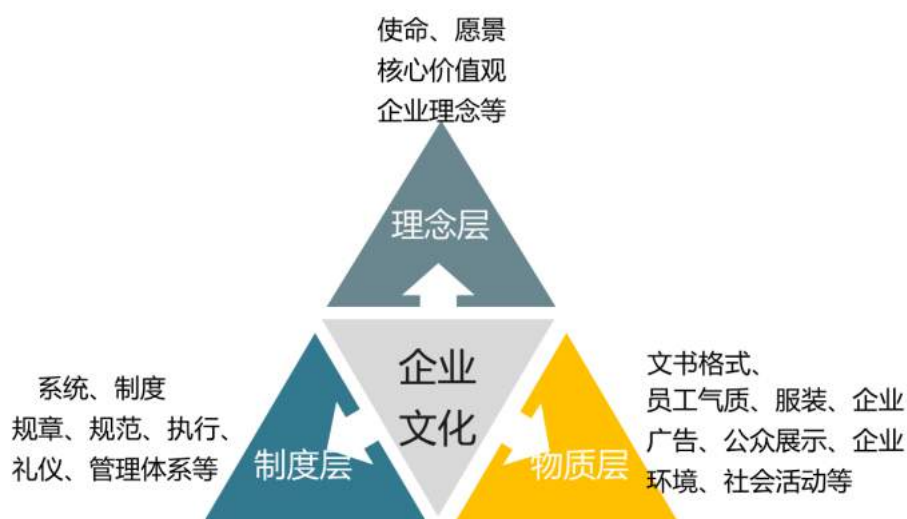 使命、愿景
核心价值观
企业理念等
理念层
企业
文化
系统、制度
规章、规范、执行、
礼仪、管理体系等
制度层
物质层
文书格式、
员工气质、服装、企业
广告、公众展示、企业
环境、社会活动等